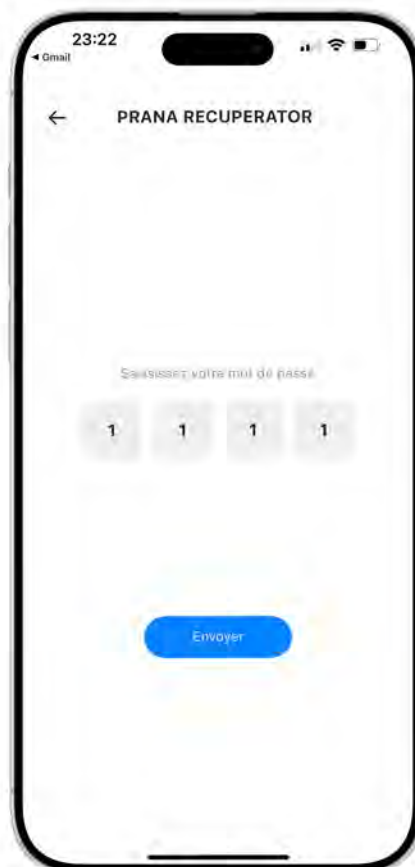 23:22
◄ Gmail
PRANA RECUPERATOR
Saisissez votre mot de passe
1 1 1 1
Envoyer